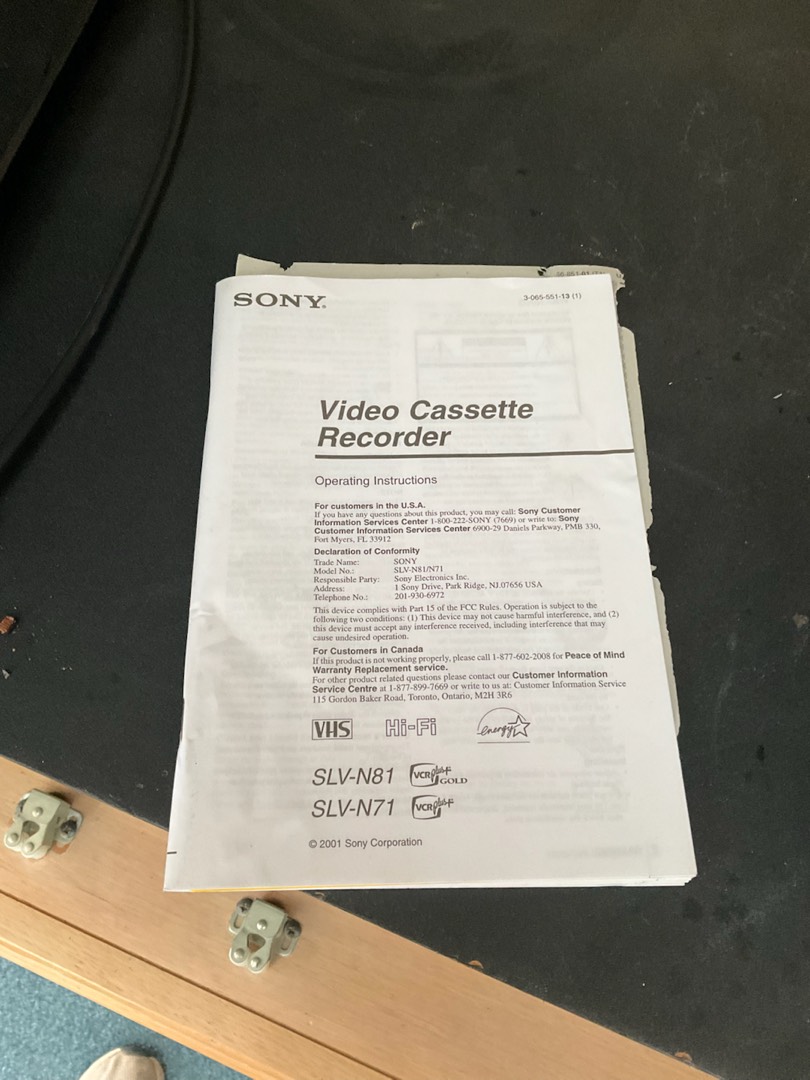 SONY®
3-065-551-13 (1)
Video Cassette
Recorder
Operating Instructions
For customers in the U.S.A.
If you have any questions about this product, you may call: Sony Customer
Information Services Center 1-800-222-SONY (7669) or write to: Sony
Customer Information Services Center 6900-29 Daniels Parkway, PMB 330,
Fort Myers, FL 33912
Declaration of Conformity
Trade Name: SONY
Model No.: SLV-N81/N71
Responsible Party: Sony Electronics Inc.
Address: 1 Sony Drive, Park Ridge, NJ.07656 USA
Telephone No.: 201-930-6972
This device complies with Part 15 of the FCC Rules. Operation is subject to the
following two conditions: (1) This device may not cause harmful interference, and (2)
this device must accept any interference received, including interference that may
cause undesired operation.
For Customers in Canada
If this product is not working properly, please call 1-877-602-2008 for Peace of Mind
Warranty Replacement service.
For other product related questions please contact our Customer Information
Service Centre at 1-877-899-7669 or write to us at: Customer Information Service
115 Gordon Baker Road, Toronto, Ontario, M2H 3R6
VHS Hi-Fi energy
SLV-N81 VCR plus+ GOLD
SLV-N71 VCR plus+
© 2001 Sony Corporation